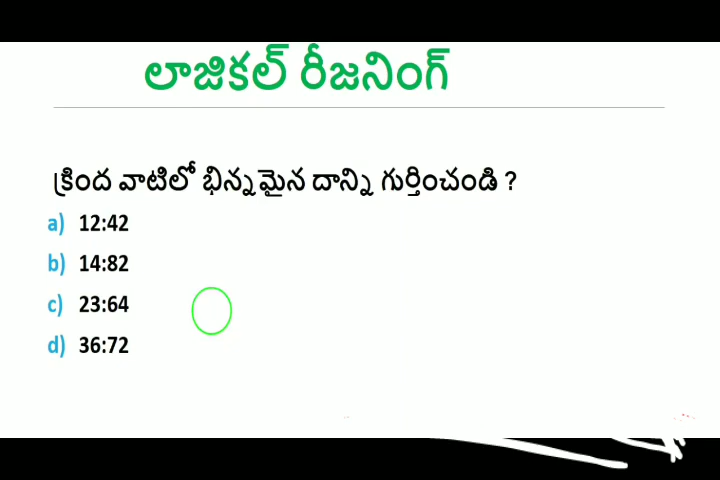 లాజికల్ రీజనింగ్
క్రింద వాటిలో భిన్నమైన దాన్ని గుర్తించండి ?
a) 12:42
b) 14:82
c) 23:64
d) 36:72